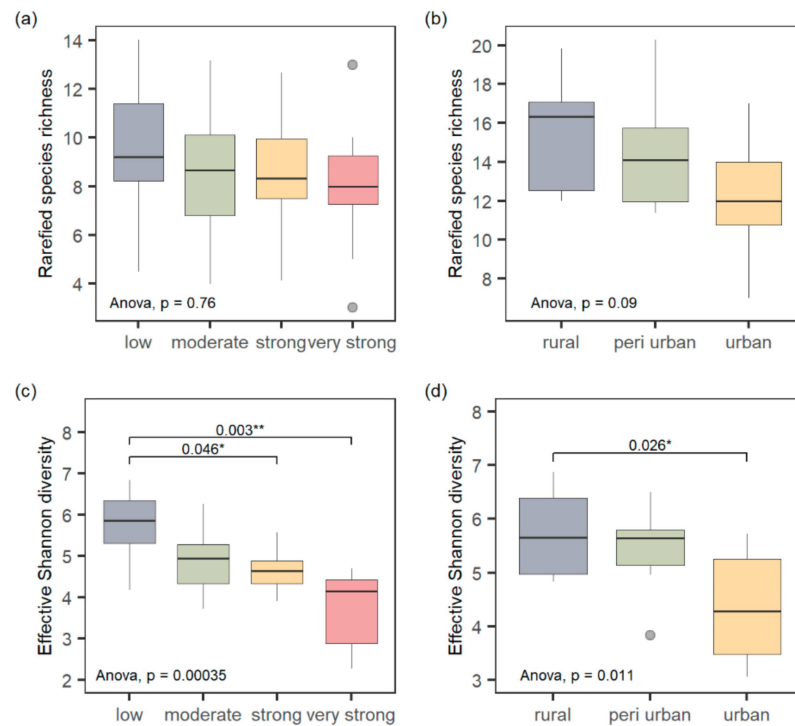 (a)
Rarefied species richness
14
12
10
8
6
4
Anova, p = 0.76
low moderate strong very strong
(b)
Rarefied species richness
20
18
16
14
12
10
8
Anova, p = 0.09
rural peri urban urban
(c)
Effective Shannon diversity
8
7
6
5
4
3
2
0.003**
0.046*
Anova, p = 0.00035
low moderate strong very strong
(d)
Effective Shannon diversity
8
7
6
5
4
3
0.026*
Anova, p = 0.011
rural peri urban urban